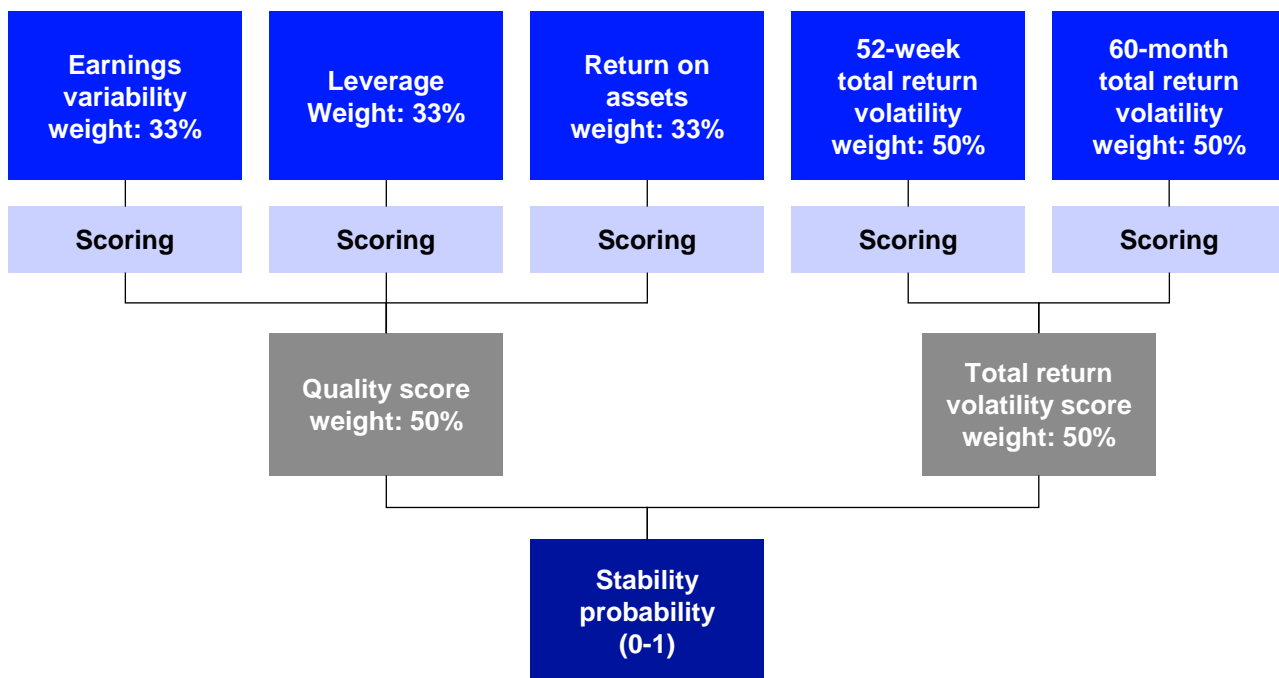 Earnings
variability
weight: 33%
Leverage
Weight: 33%
Return on
assets
weight: 33%
52-week
total return
volatility
weight: 50%
60-month
total return
volatility
weight: 50%
Scoring
Scoring
Scoring
Scoring
Scoring
Quality score
weight: 50%
Total return
volatility score
weight: 50%
Stability
probability
(0-1)